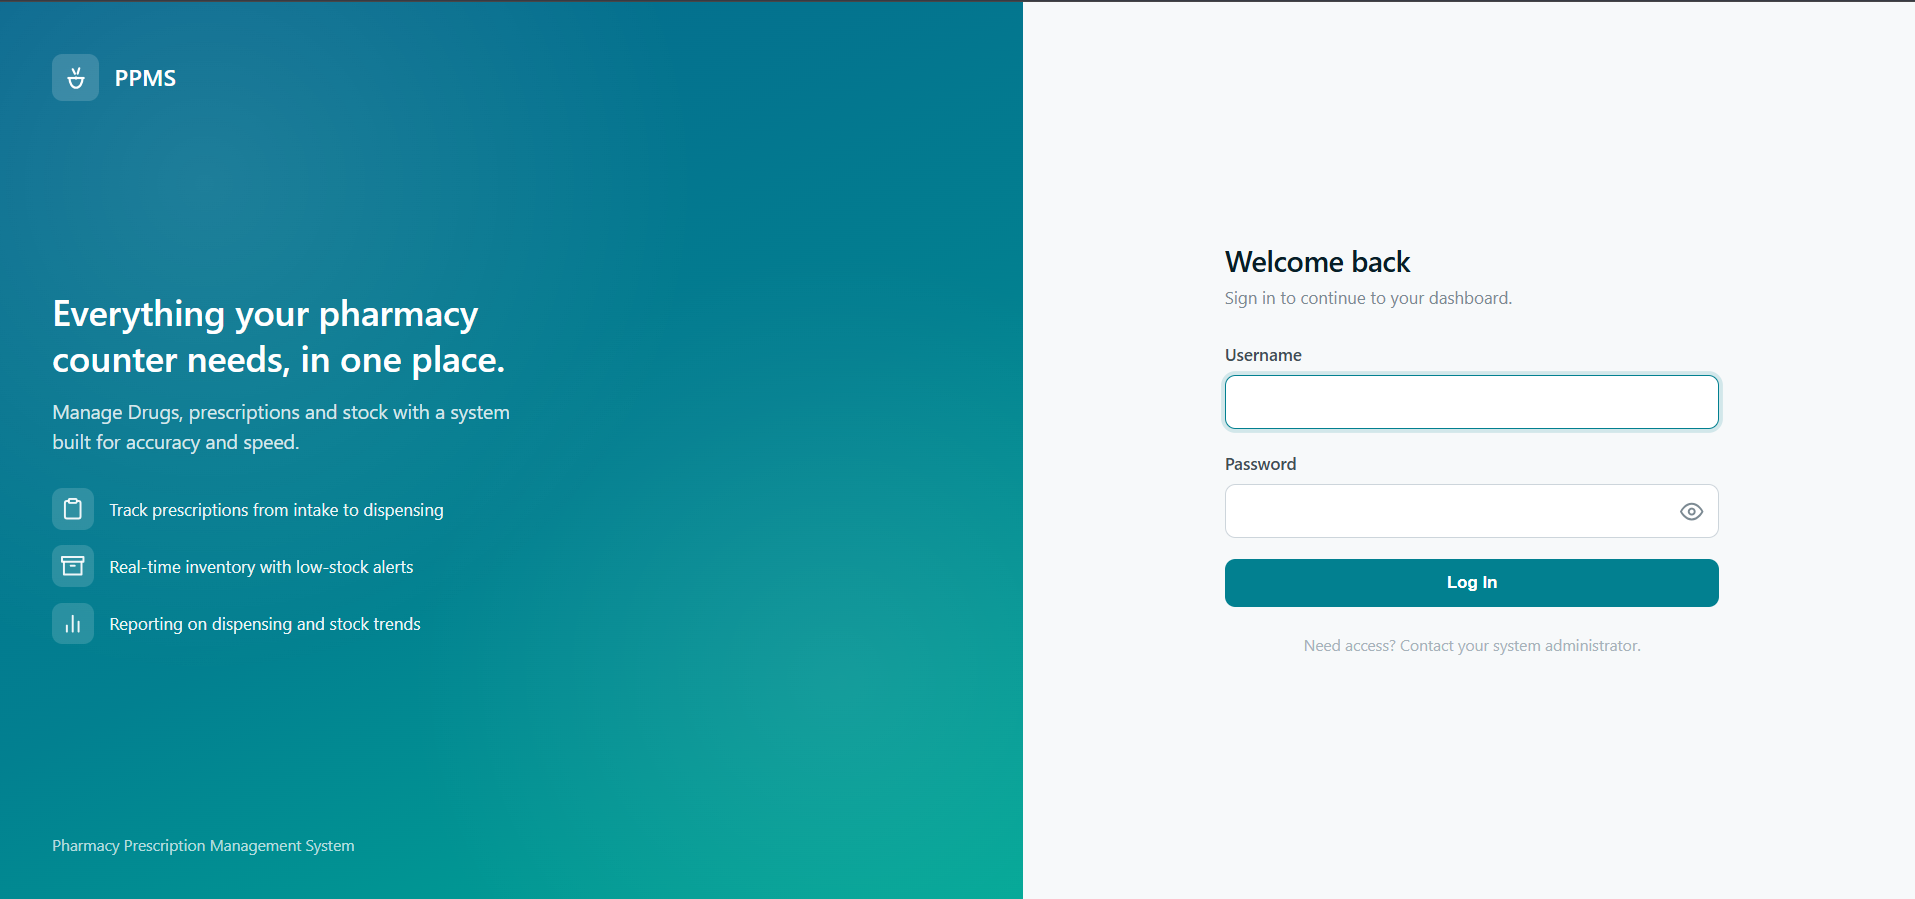 PPMS
Everything your pharmacy
counter needs, in one place.
Manage Drugs, prescriptions and stock with a system
built for accuracy and speed.
Track prescriptions from intake to dispensing
Real-time inventory with low-stock alerts
Reporting on dispensing and stock trends
Pharmacy Prescription Management System
Welcome back
Sign in to continue to your dashboard.
Username
Password
Log In
Need access? Contact your system administrator.